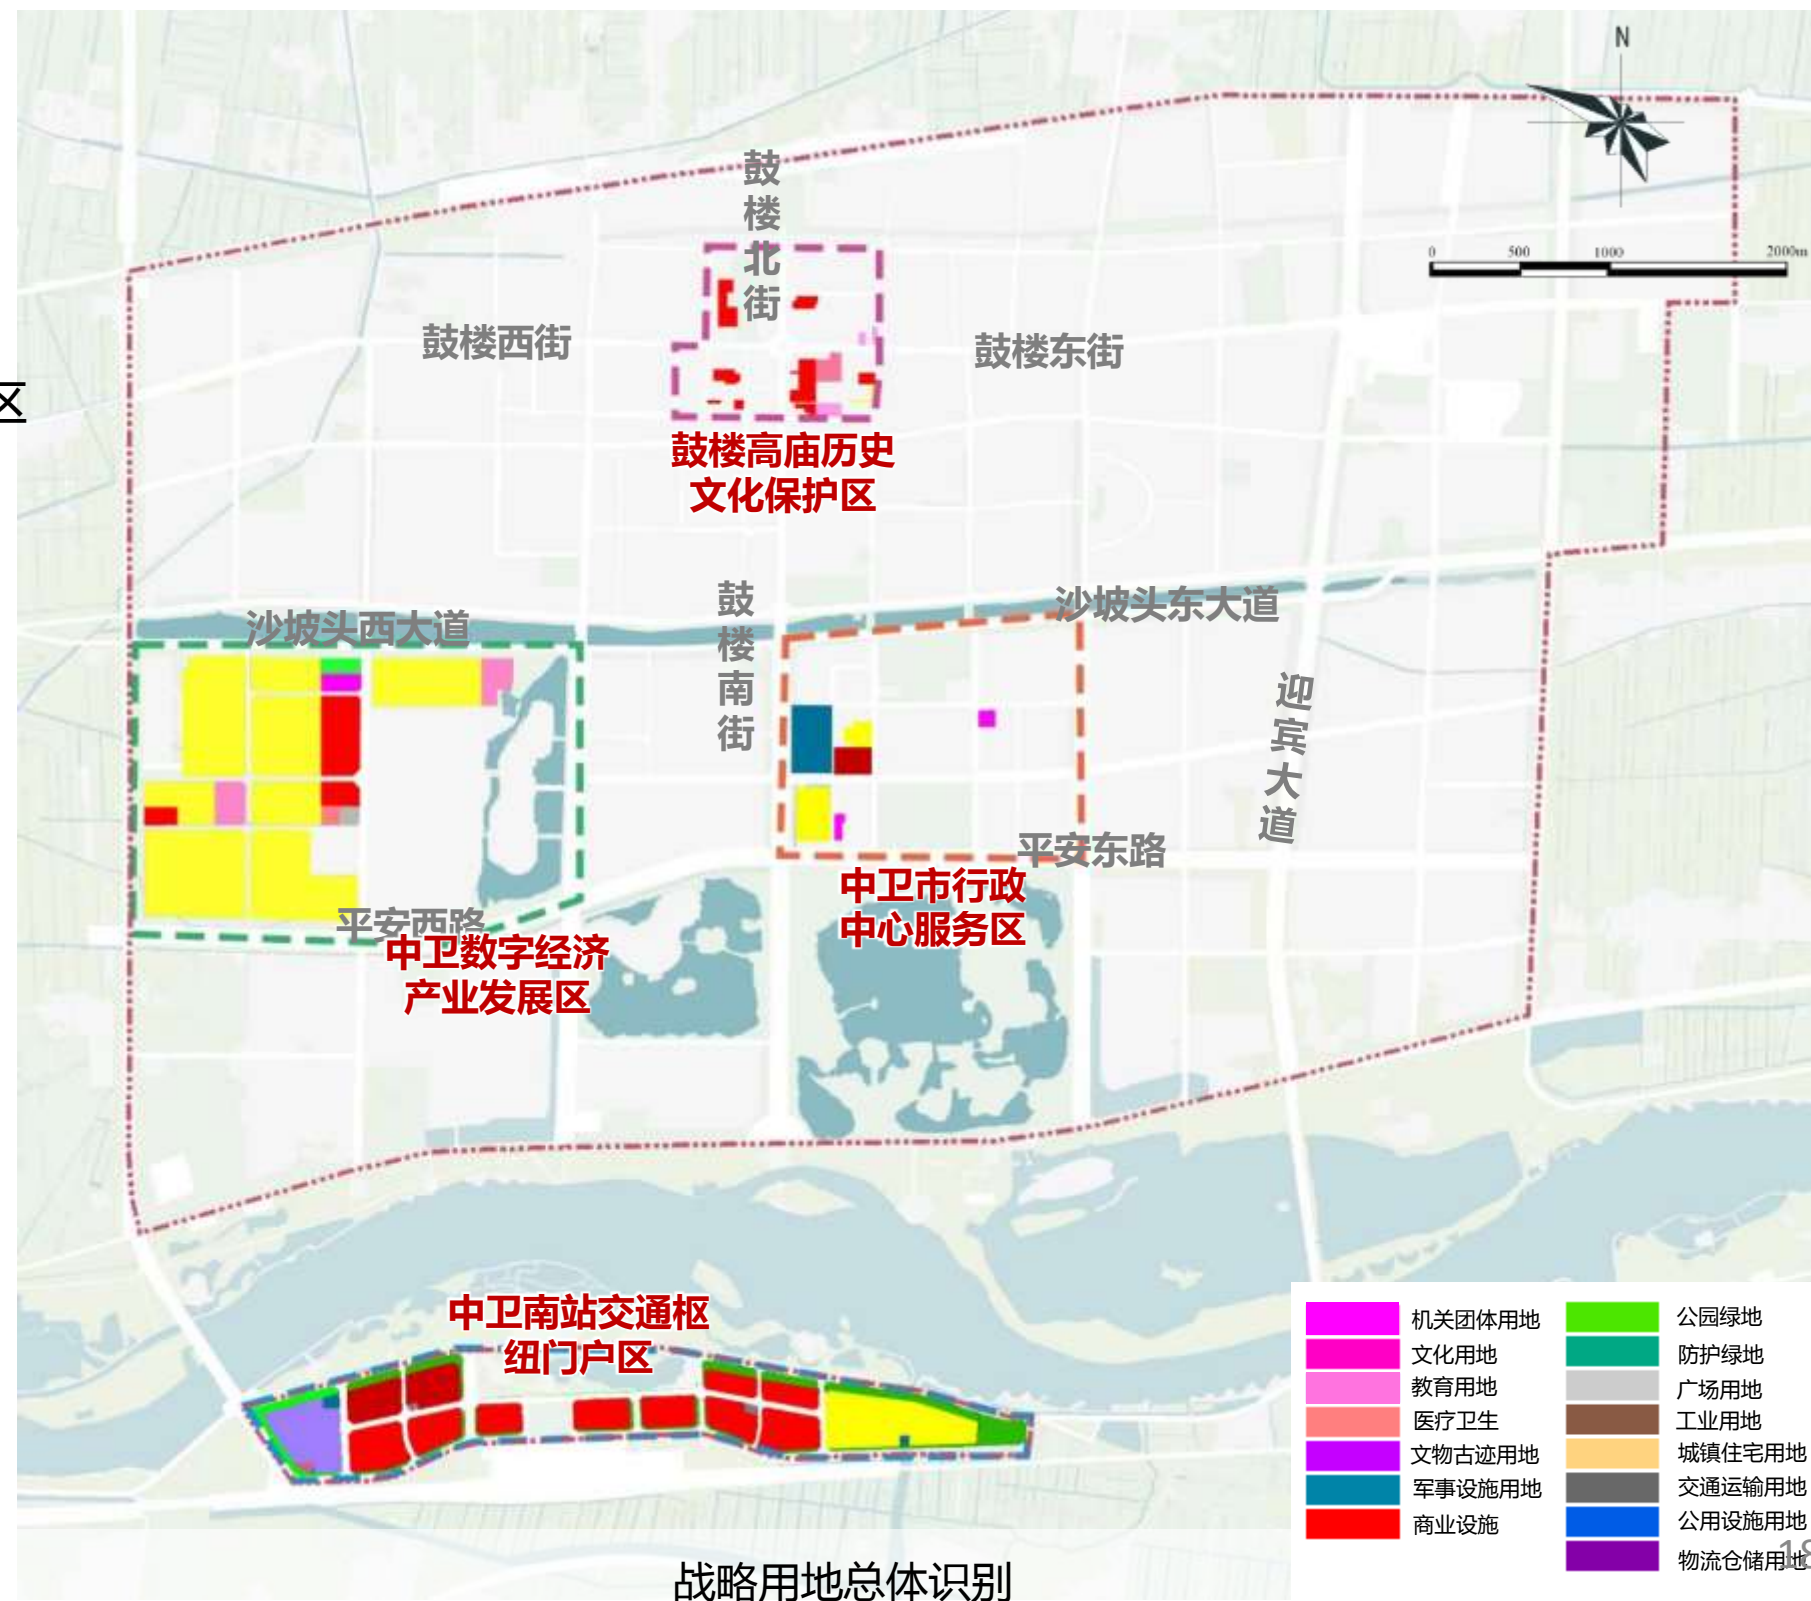 N
0 500 1000 2000m
鼓楼北街
鼓楼西街
鼓楼东街
区
鼓楼高庙历史
文化保护区
沙坡头西大道
沙坡头东大道
鼓楼南街
迎宾大道
平安东路
平安西路
中卫市行政
中心服务区
中卫数字经济
产业发展区
中卫南站交通枢
纽门户区
机关团体用地
文化用地
教育用地
医疗卫生
文物古迹用地
军事设施用地
商业设施
公园绿地
防护绿地
广场用地
工业用地
城镇住宅用地
交通运输用地
公用设施用地
物流仓储用地
18
战略用地总体识别